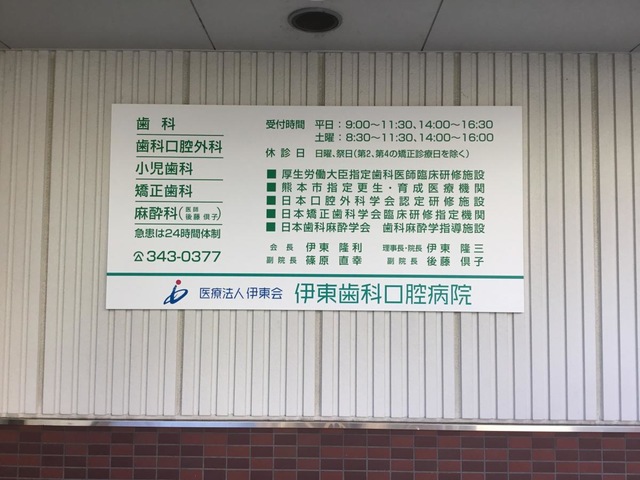 歯科
歯科口腔外科
小児歯科
矯正歯科
麻酔科(医師 後藤 倶子)
急患は24時間体制
☎343-0377
受付時間 平日:9:00〜11:30、14:00〜16:30
土曜:8:30〜11:30、14:00〜16:00
休診日 日曜、祭日(第2、第4の矯正診療日を除く)
■厚生労働大臣指定歯科医師臨床研修施設
■熊本市指定更生・育成医療機関
■日本口腔外科学会認定研修施設
■日本矯正歯科学会臨床研修指定機関
■日本歯科麻酔学会 歯科麻酔学指導施設
会長 伊東 隆利 理事長・院長 伊東 隆三
副院長 篠原 直幸 副院長 後藤 倶子
医療法人伊東会 伊東歯科口腔病院